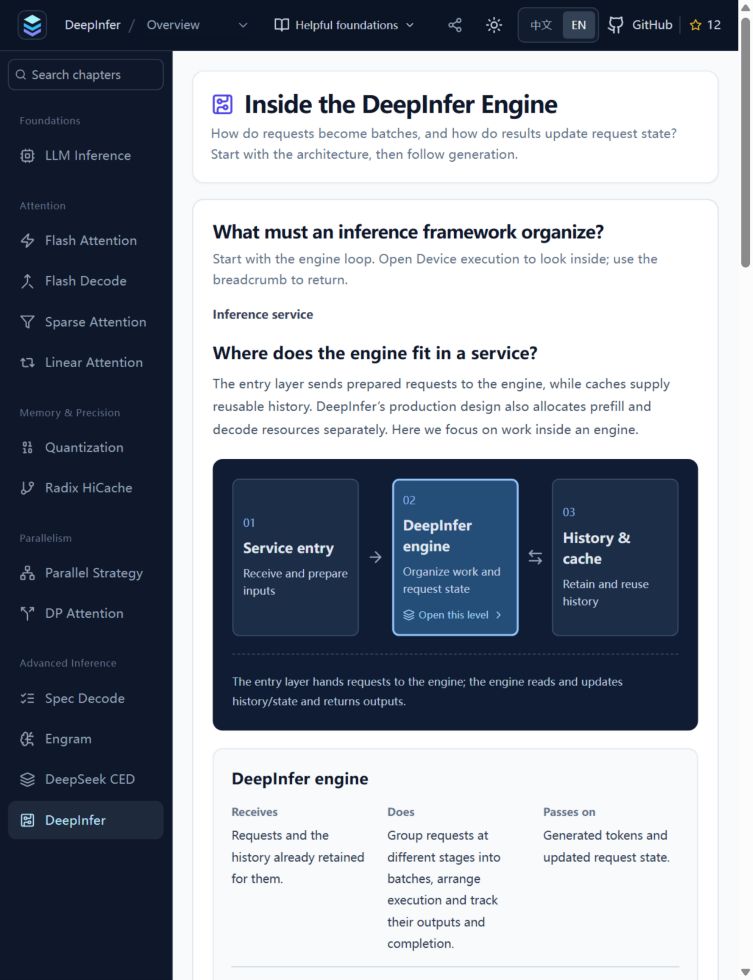 DeepInfer / Overview
Helpful foundations
中文
EN
GitHub
12
Search chapters
Foundations
LLM Inference
Attention
Flash Attention
Flash Decode
Sparse Attention
Linear Attention
Memory & Precision
Quantization
Radix HiCache
Parallelism
Parallel Strategy
DP Attention
Advanced Inference
Spec Decode
Engram
DeepSeek CED
DeepInfer
Inside the DeepInfer Engine
How do requests become batches, and how do results update request state?
Start with the architecture, then follow generation.
What must an inference framework organize?
Start with the engine loop. Open Device execution to look inside; use the
breadcrumb to return.
Inference service
Where does the engine fit in a service?
The entry layer sends prepared requests to the engine, while caches supply
reusable history. DeepInfer’s production design also allocates prefill and
decode resources separately. Here we focus on work inside an engine.
01
Service entry
Receive and prepare
inputs
02
DeepInfer
engine
Organize work and
request state
Open this level
03
History &
cache
Retain and reuse
history
The entry layer hands requests to the engine; the engine reads and updates
history/state and returns outputs.
DeepInfer engine
Receives
Requests and the
history already retained
for them.
Does
Group requests at
different stages into
batches, arrange
execution and track
their outputs and
completion.
Passes on
Generated tokens and
updated request state.